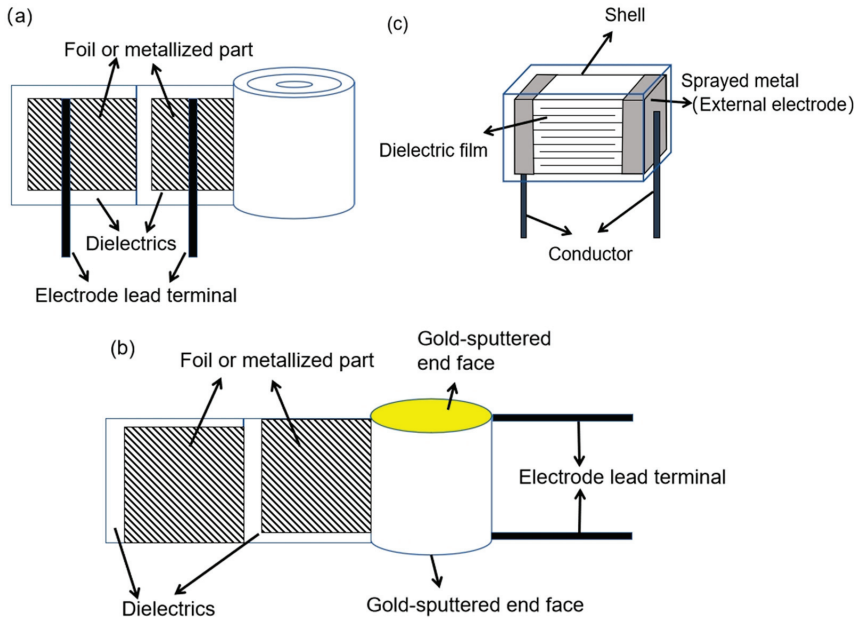 (a)
Foil or metallized part
Dielectrics
Electrode lead terminal
(c)
Shell
Sprayed metal
(External electrode)
Dielectric film
Conductor
(b)
Foil or metallized part
Gold-sputtered
end face
Electrode lead terminal
Dielectrics
Gold-sputtered end face